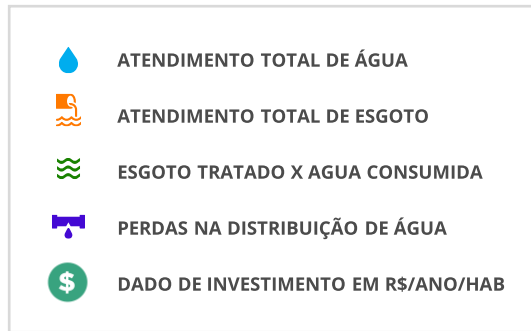 ATENDIMENTO TOTAL DE ÁGUA
ATENDIMENTO TOTAL DE ESGOTO
ESGOTO TRATADO X AGUA CONSUMIDA
PERDAS NA DISTRIBUIÇÃO DE ÁGUA
$ DADO DE INVESTIMENTO EM R$/ANO/HAB